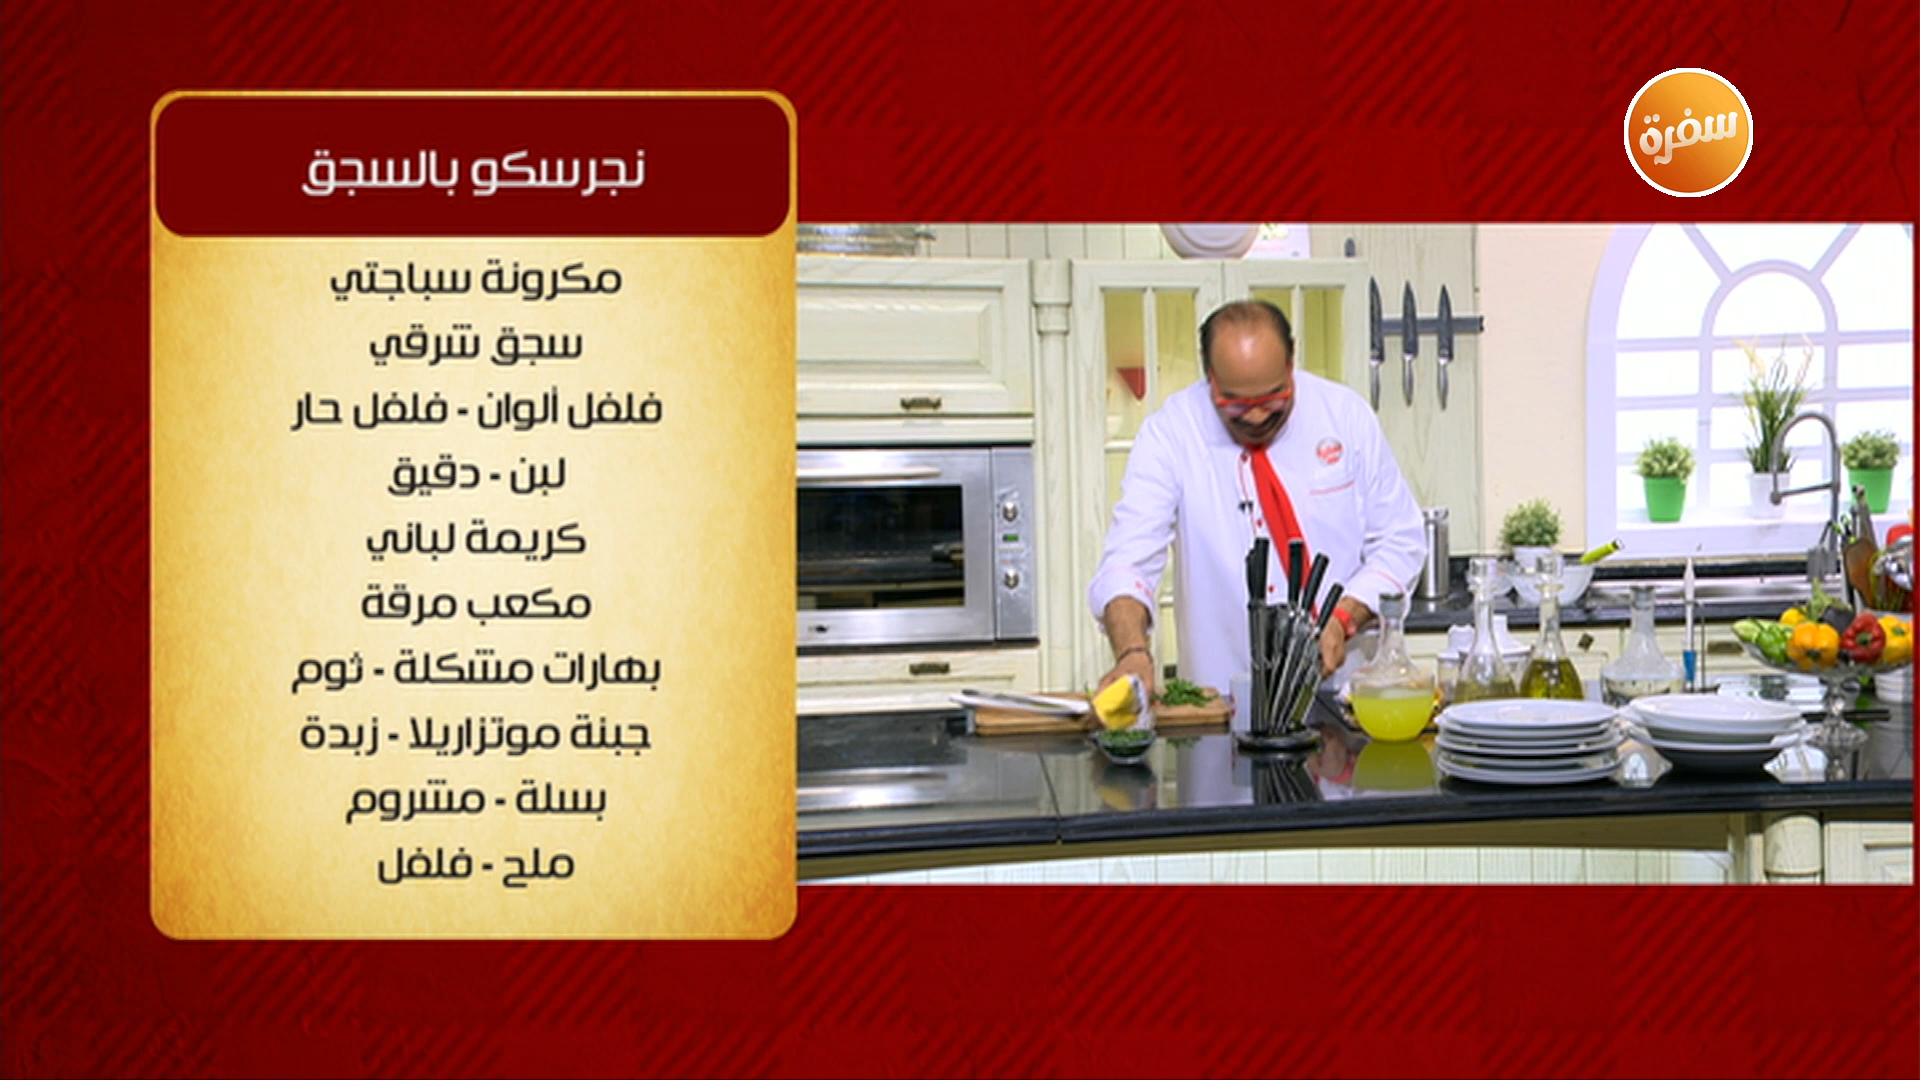 سفرة
نجرسكو بالسجق
مكرونة سباجتي
سجق شرقي
فلفل ألوان - فلفل حار
لبن - دقيق
كريمة لباني
مكعب مرقة
بهارات مشكلة - ثوم
جبنة موتزاريلا - زبدة
بسلة - مشروم
ملح - فلفل